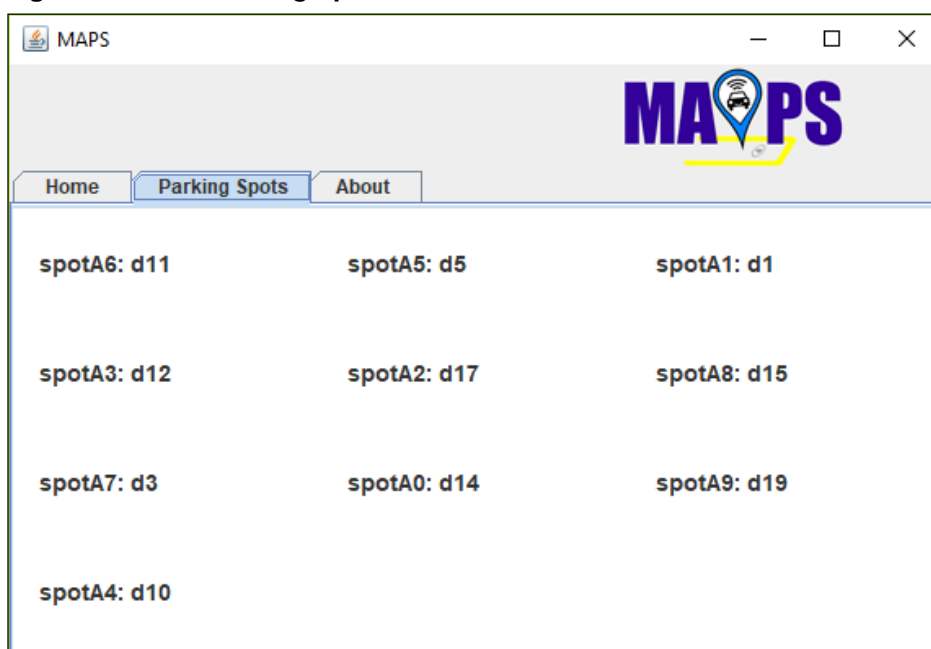 MAPS
MAPS
Home Parking Spots About
spotA6: d11 spotA5: d5 spotA1: d1
spotA3: d12 spotA2: d17 spotA8: d15
spotA7: d3 spotA0: d14 spotA9: d19
spotA4: d10